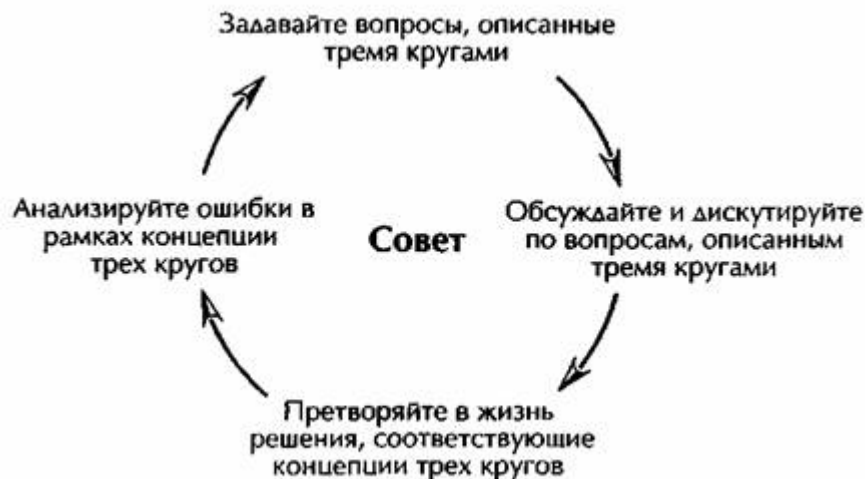 Задавайте вопросы, описанные
тремя кругами
Обсуждайте и дискутируйте
по вопросам, описанным
тремя кругами
Претворяйте в жизнь
решения, соответствующие
концепции трех кругов
Анализируйте ошибки в
рамках концепции
трех кругов
Совет